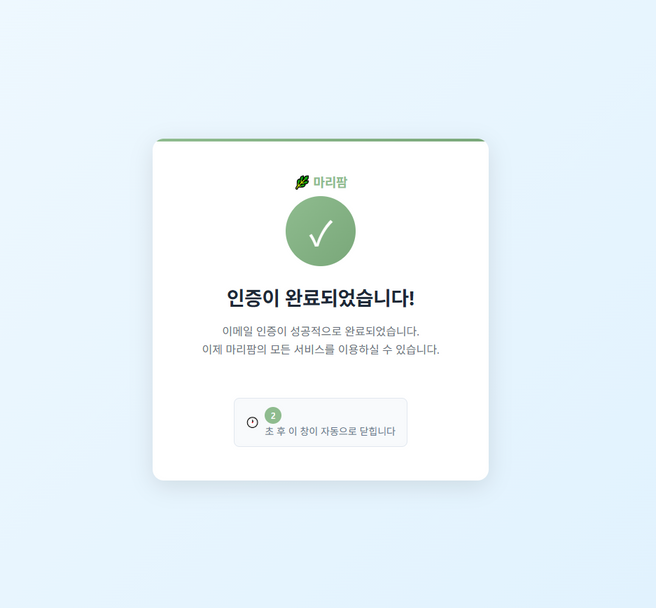 마리팜
인증이 완료되었습니다!
이메일 인증이 성공적으로 완료되었습니다.
이제 마리팜의 모든 서비스를 이용하실 수 있습니다.
2
초 후 이 창이 자동으로 닫힙니다